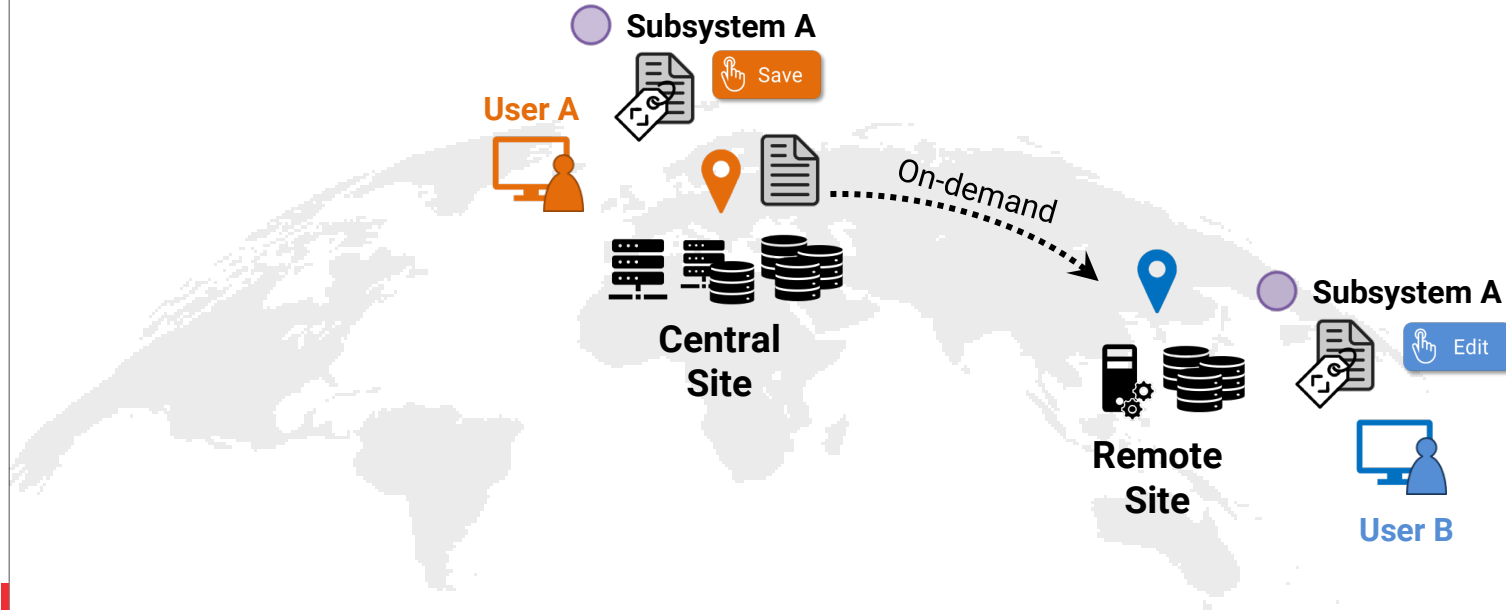 Subsystem A
Save
User A
On-demand
Subsystem A
Edit
Central
Site
Remote
Site
User B